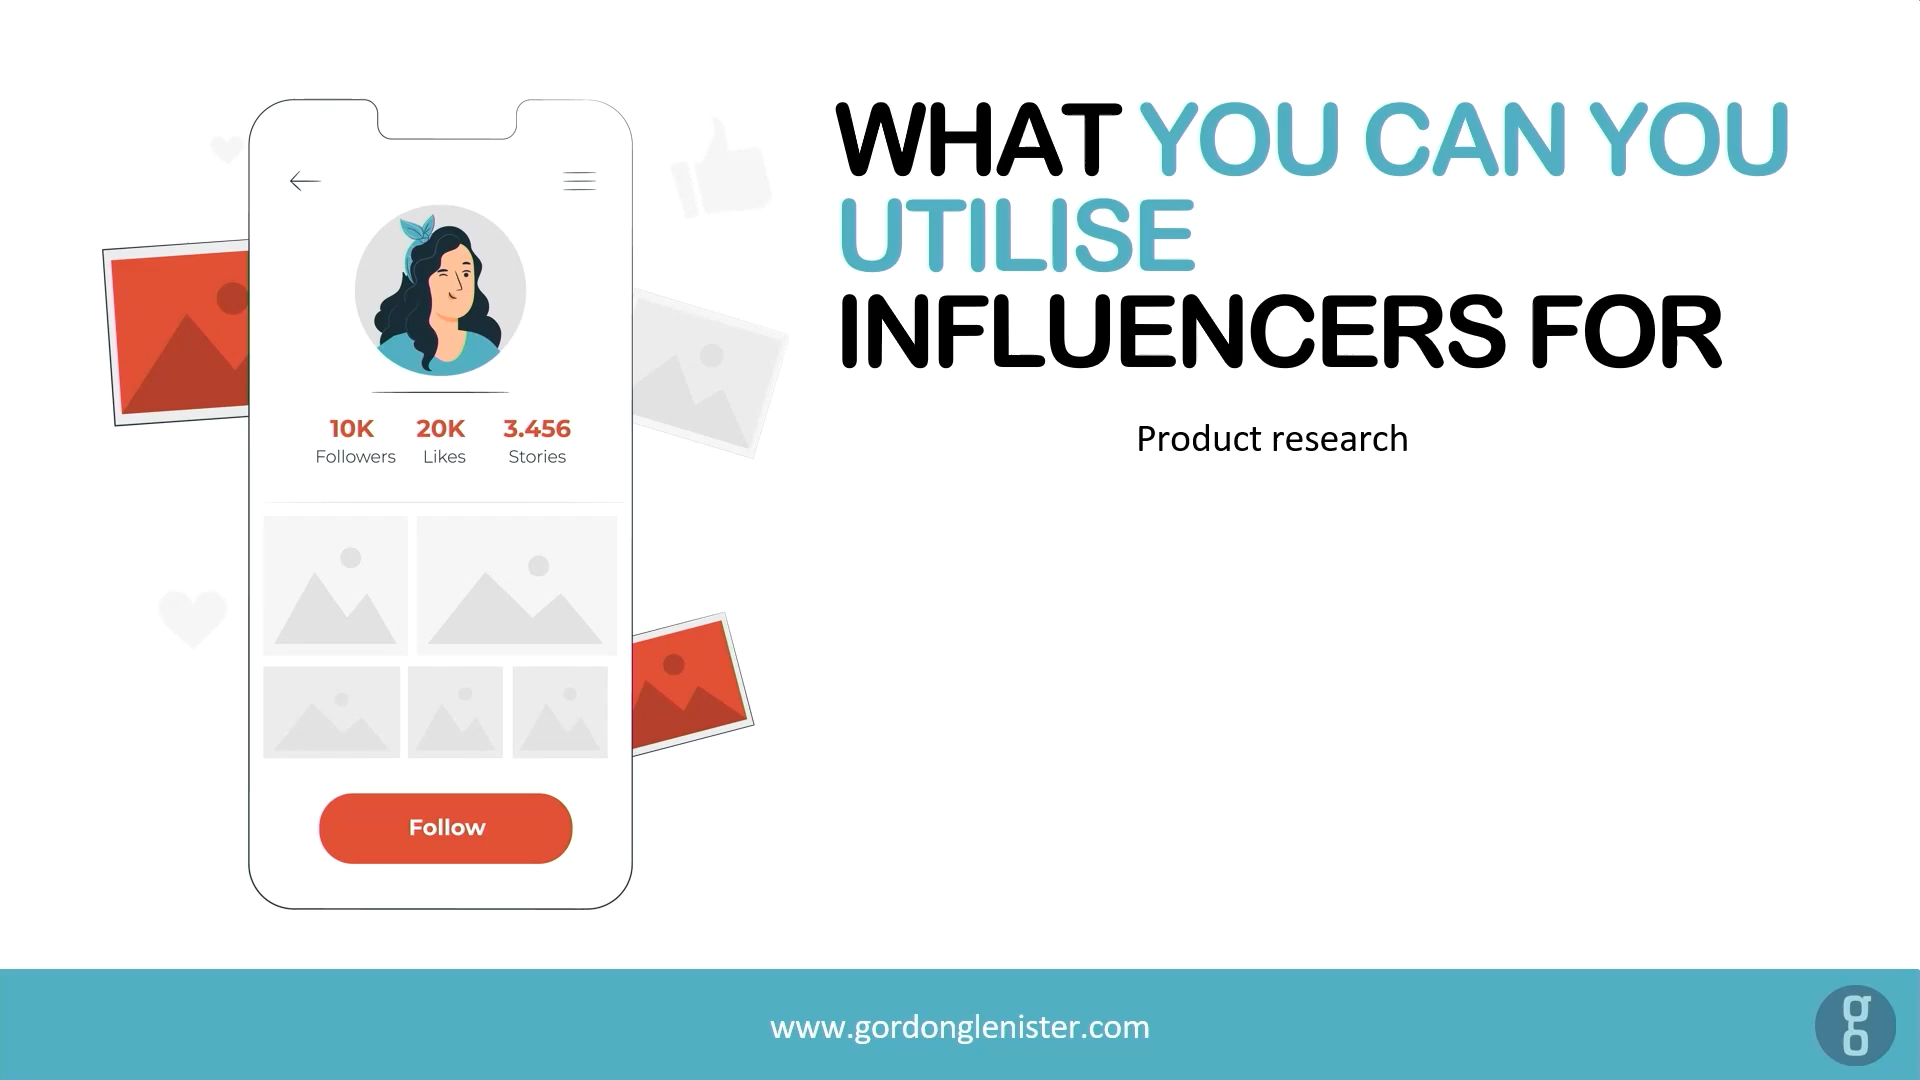 WHAT YOU CAN YOU
UTILISE
INFLUENCERS FOR
Product research
10K 20K 3.456
Followers Likes Stories
Follow
www.gordonglenister.com
go